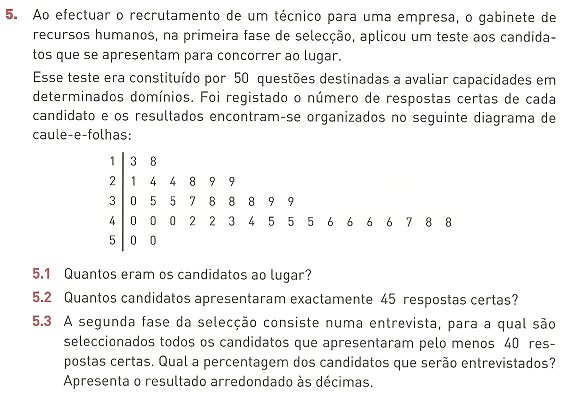 5. Ao efectuar o recrutamento de um técnico para uma empresa, o gabinete de
recursos humanos, na primeira fase de selecção, aplicou um teste aos candida-
tos que se apresentam para concorrer ao lugar.
Esse teste era constituído por 50 questões destinadas a avaliar capacidades em
determinados domínios. Foi registado o número de respostas certas de cada
candidato e os resultados encontram-se organizados no seguinte diagrama de
caule-e-folhas:
1 | 3 8
2 | 1 4 4 8 9 9
3 | 0 5 5 7 8 8 8 9 9
4 | 0 0 0 2 2 3 4 5 5 5 6 6 6 6 7 8 8
5 | 0 0
5.1 Quantos eram os candidatos ao lugar?
5.2 Quantos candidatos apresentaram exactamente 45 respostas certas?
5.3 A segunda fase da selecção consiste numa entrevista, para a qual são
seleccionados todos os candidatos que apresentaram pelo menos 40 res-
postas certas. Qual a percentagem dos candidatos que serão entrevistados?
Apresenta o resultado arredondado às décimas.